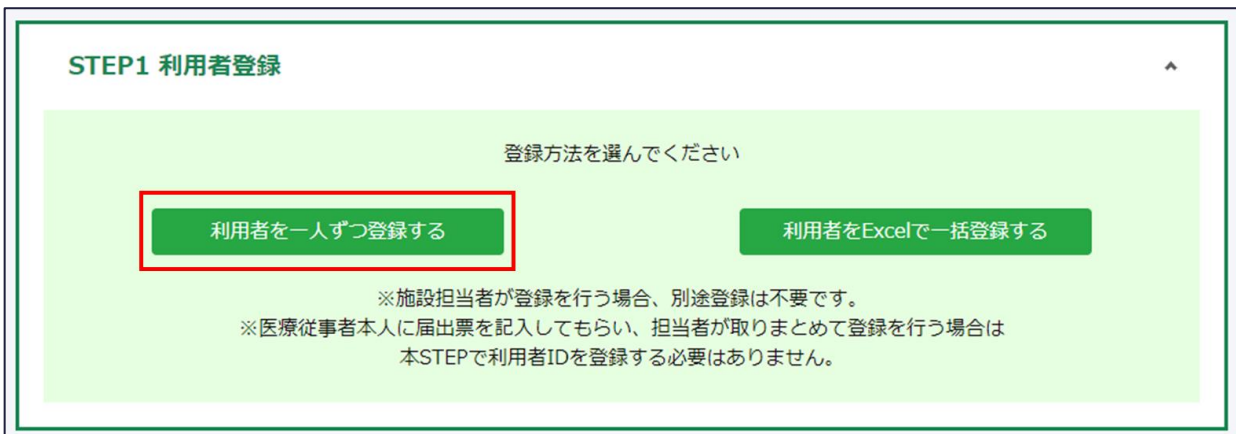 STEP1 利用者登録
登録方法を選んでください
利用者を一人ずつ登録する
利用者をExcelで一括登録する
※施設担当者が登録を行う場合、別途登録は不要です。
※医療従事者本人に届出票を記入してもらい、担当者が取りまとめて登録を行う場合は
本STEPで利用者IDを登録する必要はありません。